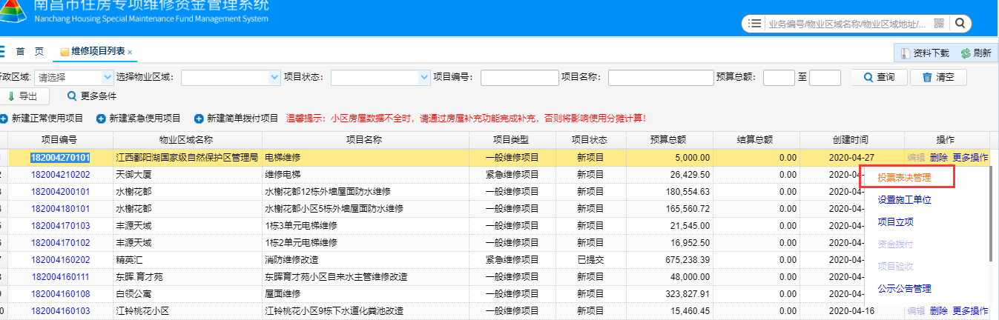 南昌市住房专项维修资金管理系统
Nanchang Housing Special Maintenance Fund Management System
业务编号/物业区域名称/物业区域地址/...
首 页 维修项目列表 × 资料下载 刷新
行政区域: 请选择 选择物业区域: 项目状态: 项目编号: 项目名称: 预算总额: 至 查询 清空
导出 更多条件
新建正常使用项目 新建紧急使用项目 新建简单拨付项目 温馨提示：小区房屋数据不全时，请通过房屋补充功能完成补充，否则将影响使用分摊计算！
项目编号 物业区域名称 项目名称 项目类型 项目状态 预算总额 结算总额 创建时间 操作
182004270101 江西鄱阳湖国家级自然保护区管理局 电梯维修 一般维修项目 新项目 5,000.00 0.00 2020-04-27 编辑 删除 更多操作
2 182004210202 天御大厦 维修电梯 紧急维修项目 新项目 26,429.50 0.00 2020-04-
投票表决管理
182004200101 水榭花都 水榭花都12栋外墙屋面防水维修 一般维修项目 新项目 180,554.63 0.00 2020-04-
设置施工单位
182004180101 水榭花都 水榭花都小区5栋外墙屋面防水维修 一般维修项目 新项目 165,560.72 0.00 2020-04-
182004170103 丰源天域 1栋3单元电梯维修 一般维修项目 新项目 21,545.00 0.00 2020-04-
项目立项
182004170102 丰源天域 1栋2单元电梯维修 一般维修项目 新项目 16,952.50 0.00 2020-04-
资金拨付
182004160202 精英汇 消防维修改造 紧急维修项目 已提交 675,238.39 0.00 2020-04-
项目验收
182004160111 东晖.育才苑 东晖育才苑小区自来水主管维修改造 一般维修项目 新项目 48,000.00 0.00 2020-04-
公示公告管理
182004160108 白领公寓 屋面维修 一般维修项目 新项目 323,827.91 0.00 2020-04-
0 182004160103 江铃桃花小区 江铃桃花小区9栋下水道化粪池改造 一般维修项目 新项目 15,460.45 0.00 2020-04-16 编辑 删除 更多操作